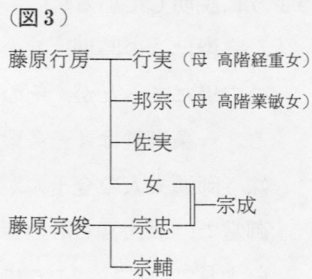 (図3)
藤原行房 行実(母 高階経重女)
邦宗(母 高階業敏女)
佐実
女 宗成
藤原宗俊 宗忠
宗輔